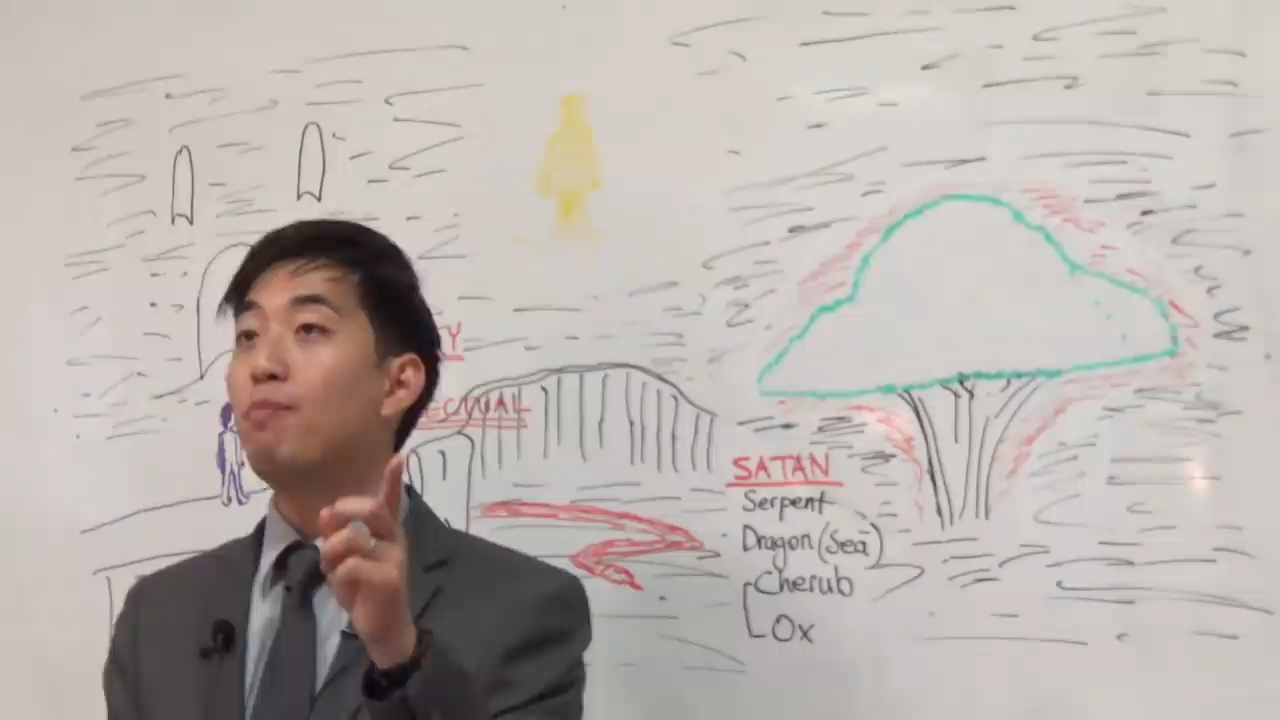 SATAN
Serpent
Dragon (Sea)
Cherub
Ox